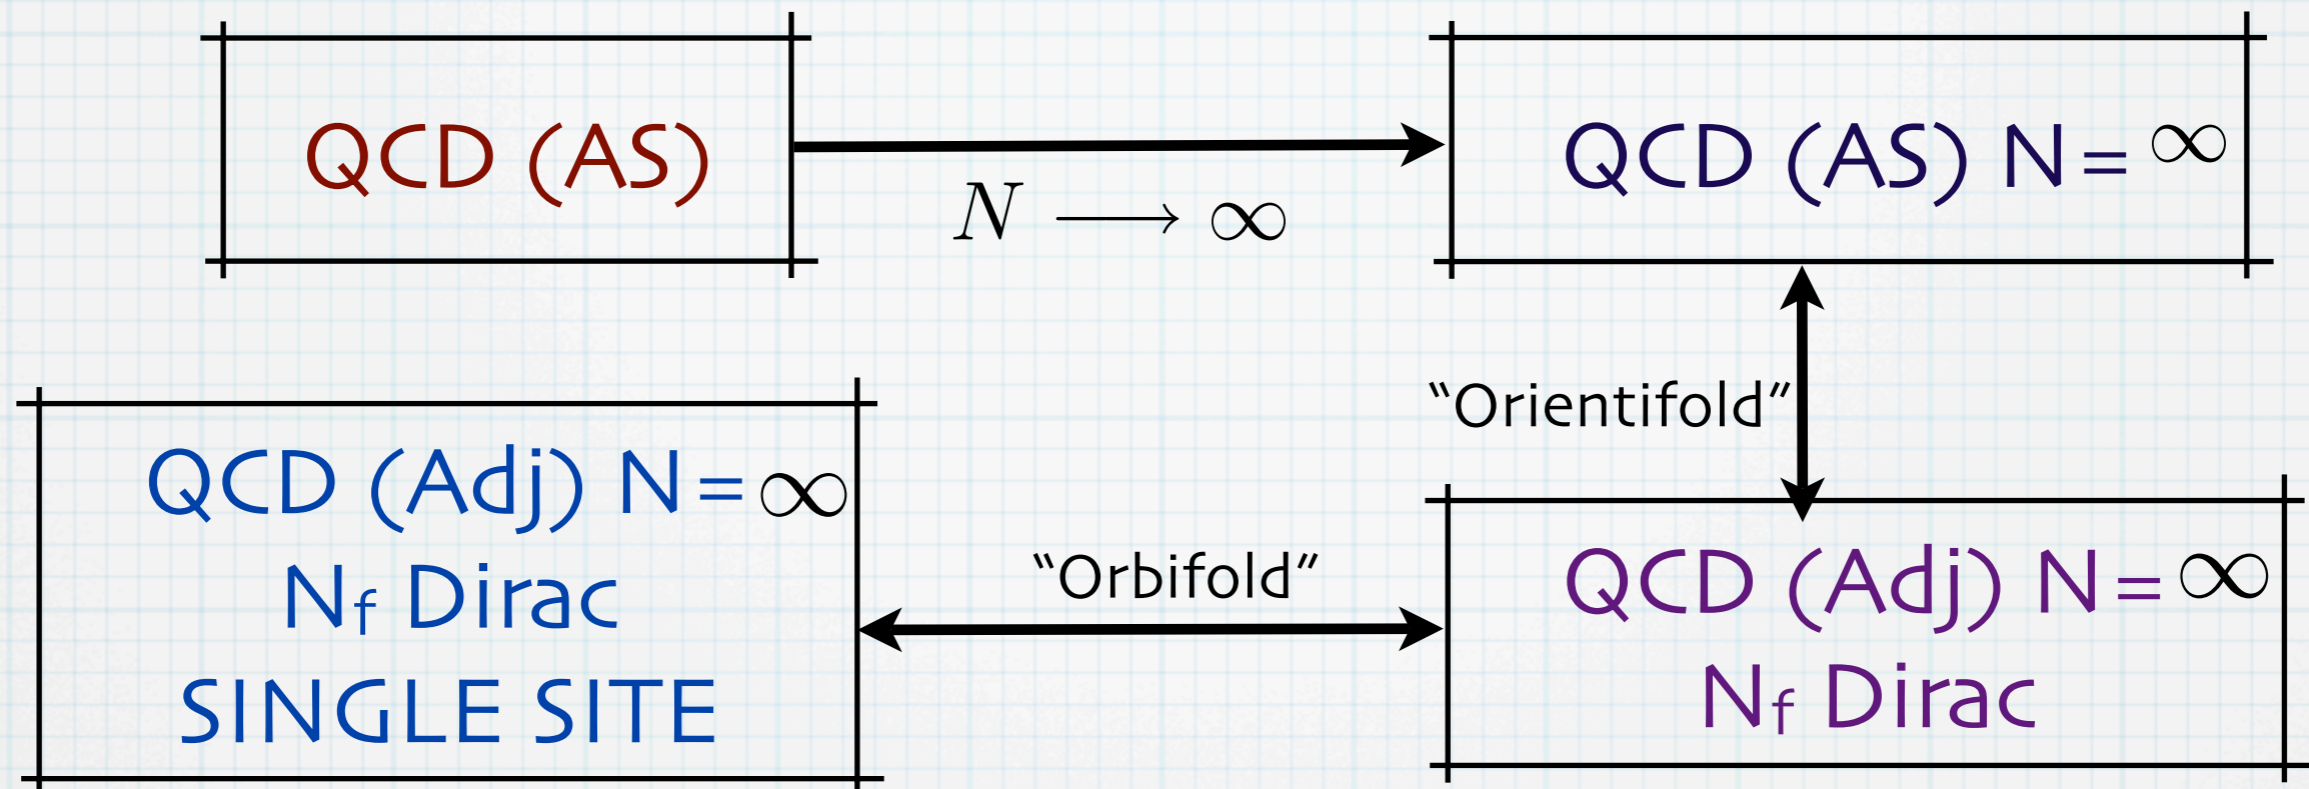 QCD (AS)
N ⟶ ∞
QCD (AS) N=∞
“Orientifold”
QCD (Adj) N=∞
Nf Dirac
SINGLE SITE
“Orbifold”
QCD (Adj) N=∞
Nf Dirac